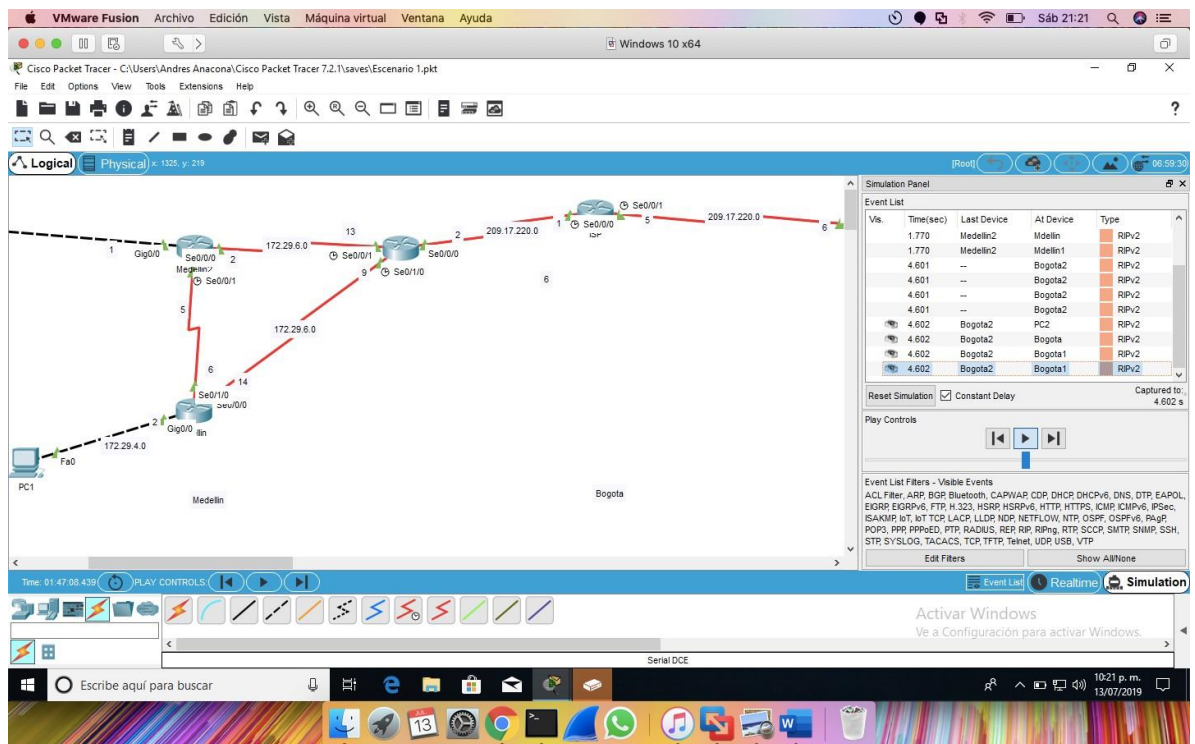 VMware Fusion Archivo Edición Vista Máquina virtual Ventana Ayuda Sáb 21:21
Windows 10 x64
Cisco Packet Tracer - C:\Users\Andres Anacona\Cisco Packet Tracer 7.2.1\saves\Escenario 1.pkt
File Edit Options View Tools Extensions Help
?
Logical Physical x: 1325, y: 219 [Root] 06:59:30
1 Gig0/0 Se0/0/0 2
Medellin2
Se0/0/1
5
172.29.6.0
13
Se0/0/1
9 Se0/1/0
Se0/0/0
2
209.17.220.0
1 Se0/0/0
ISP
Se0/0/1
5
209.17.220.0
6
6
172.29.6.0
6
14
Se0/1/0
Se0/0/0
2
Gig0/0
llin
172.29.4.0
Fa0
PC1
Medellin
Bogota
Simulation Panel
Event List
Vis. Time(sec) Last Device At Device Type
1.770 Medellin2 Mdellin RIPv2
1.770 Medellin2 Mdellin1 RIPv2
4.601 -- Bogota2 RIPv2
4.601 -- Bogota2 RIPv2
4.601 -- Bogota2 RIPv2
4.601 -- Bogota2 RIPv2
4.602 Bogota2 PC2 RIPv2
4.602 Bogota2 Bogota RIPv2
4.602 Bogota2 Bogota1 RIPv2
4.602 Bogota2 Bogota1 RIPv2
Reset Simulation Constant Delay Captured to:
4.602 s
Play Controls
Event List Filters - Visible Events
ACL Filter, ARP, BGP, Bluetooth, CAPWAP, CDP, DHCP, DHCPv6, DNS, DTP, EAPOL,
EIGRP, EIGRPv6, FTP, H.323, HSRP, HSRPv6, HTTP, HTTPS, ICMP, ICMPv6, IPSec,
ISAKMP, IoT, IoT TCP, LACP, LLDP, NDP, NETFLOW, NTP, OSPF, OSPFv6, PAgP,
POP3, PPP, PPPoED, PTP, RADIUS, REP, RIP, RIPng, RTP, SCCP, SMTP, SNMP, SSH,
STP, SYSLOG, TACACS, TCP, TFTP, Telnet, UDP, USB, VTP
Edit Filters Show All/None
Time: 01:47:08.439 PLAY CONTROLS: Event List Realtime Simulation
Activar Windows
Ve a Configuración para activar Windows.
Serial DCE
Escribe aquí para buscar
10:21 p. m.
13/07/2019
13
W